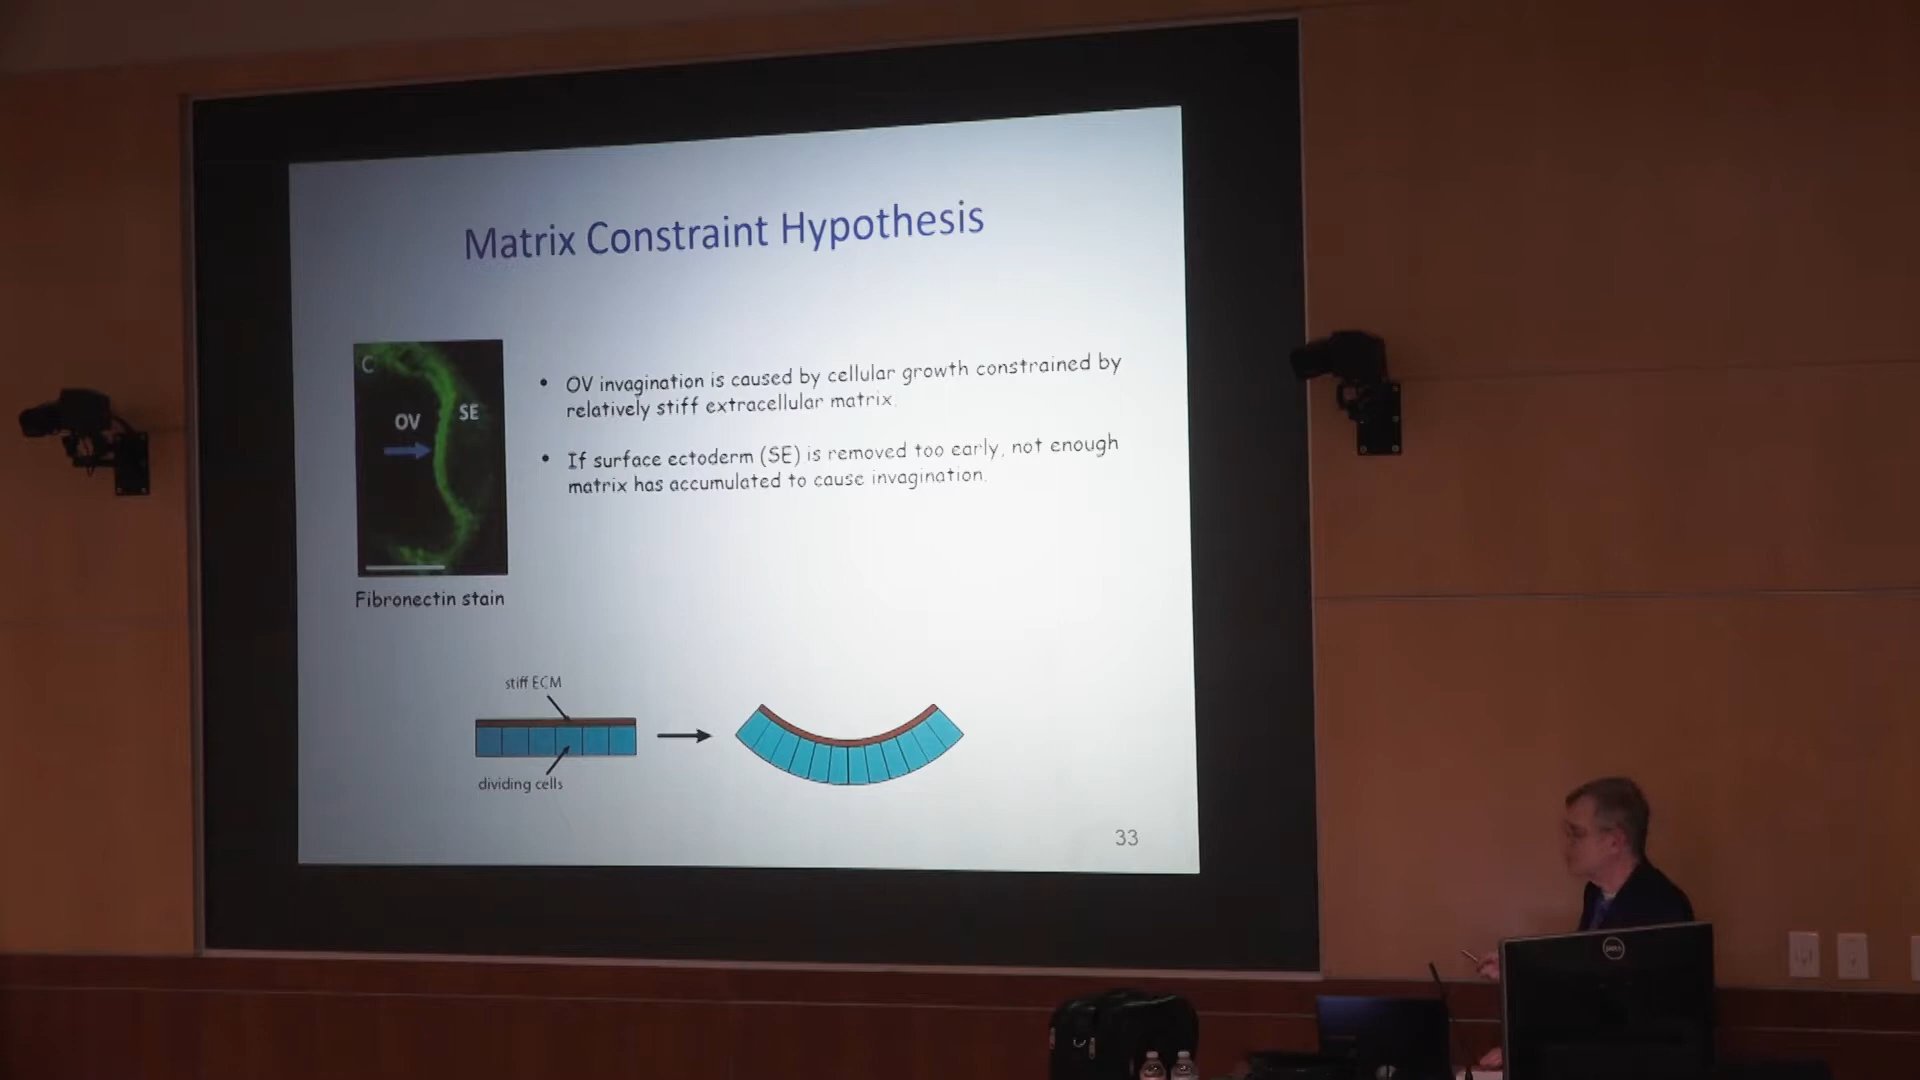 Matrix Constraint Hypothesis
C
OV
SE
Fibronectin stain
• OV invagination is caused by cellular growth constrained by
relatively stiff extracellular matrix.
• If surface ectoderm (SE) is removed too early, not enough
matrix has accumulated to cause invagination.
stiff ECM
dividing cells
33
DELL